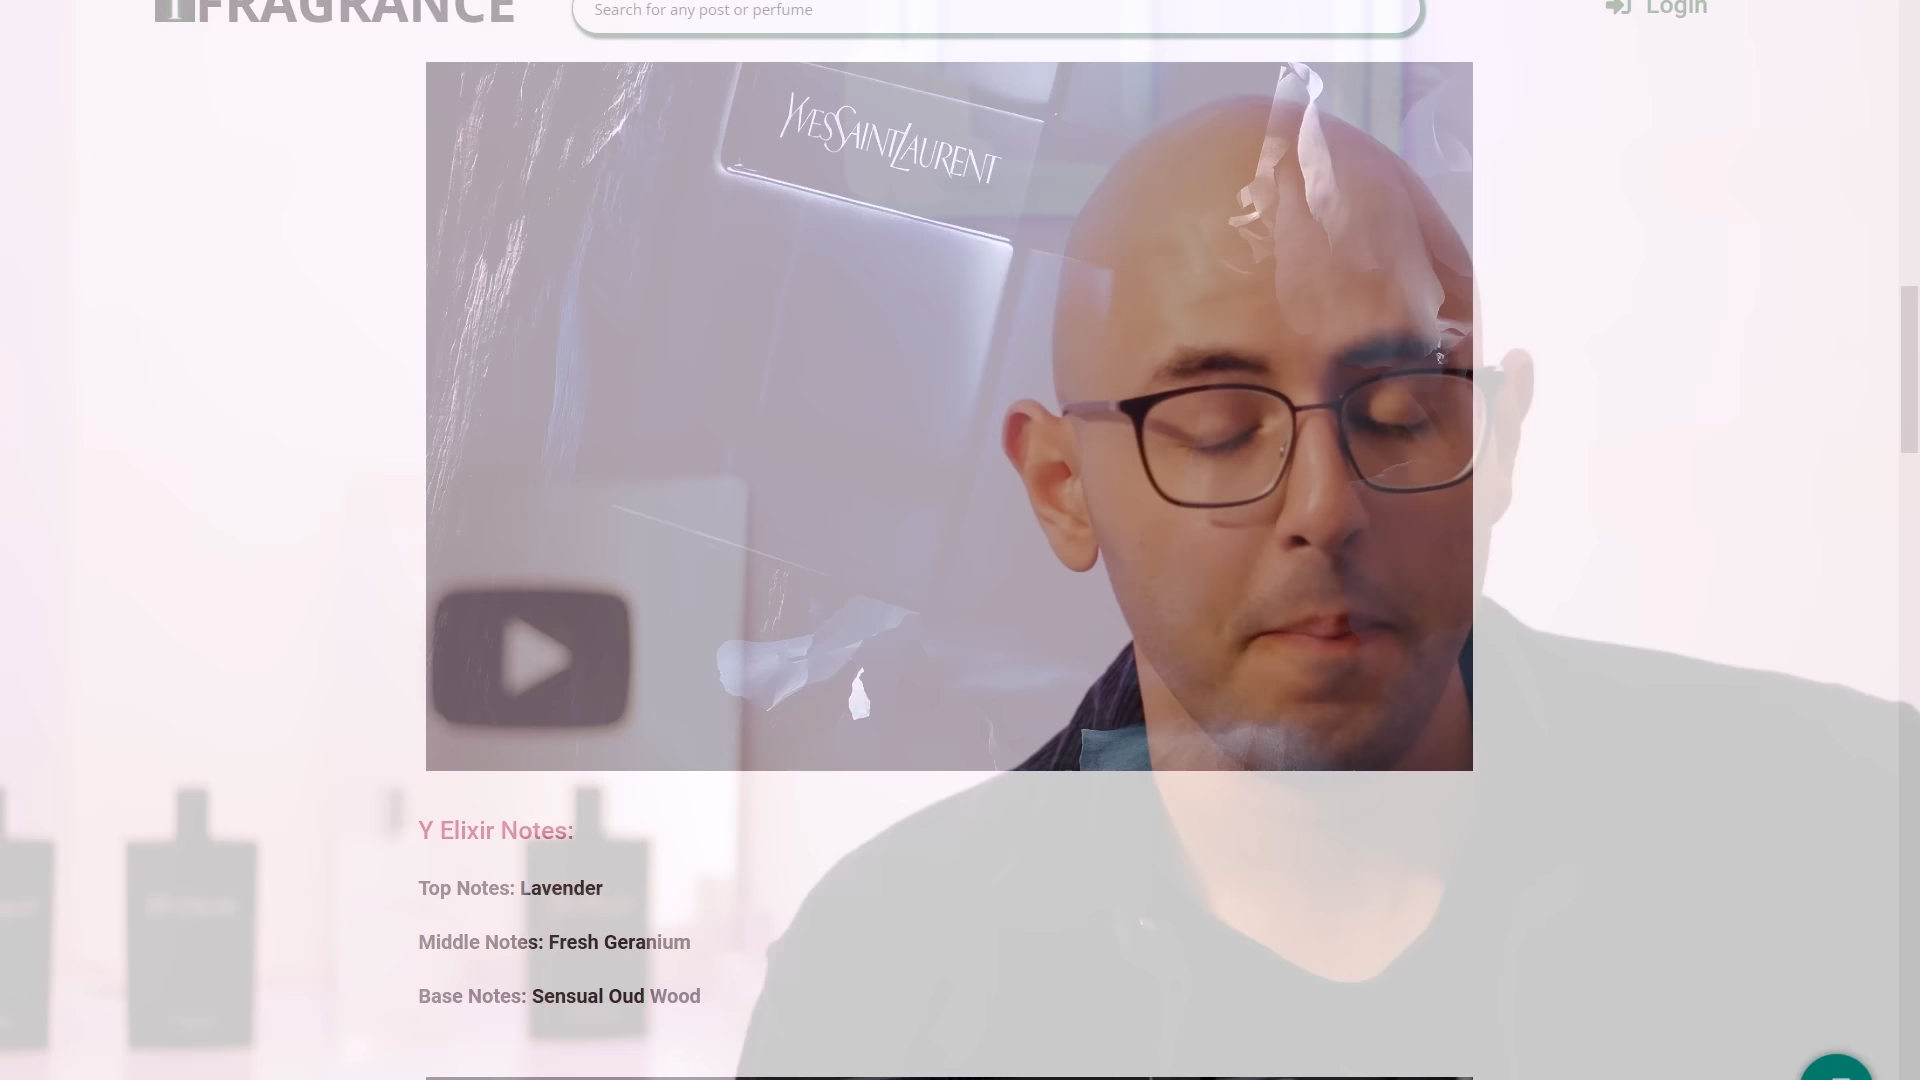 FRAGRANCE
Search for any post or perfume
Login
YVESSAINTLAURENT
Y Elixir Notes:
Top Notes: Lavender
Middle Notes: Fresh Geranium
Base Notes: Sensual Oud Wood